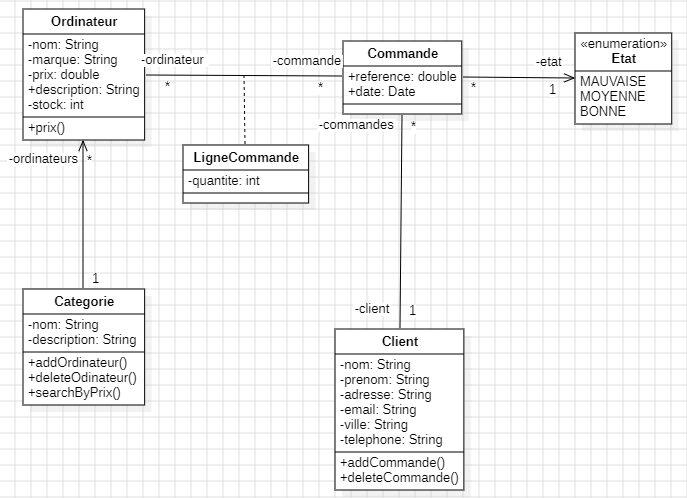 Ordinateur
-nom: String
-marque: String
-prix: double
+description: String
-stock: int
+prix()
-ordinateur
*
-commande
*
Commande
+reference: double
+date: Date
*
-etat
1
«enumeration»
Etat
MAUVAISE
MOYENNE
BONNE
-commandes
*
LigneCommande
-quantite: int
-ordinateurs
*
1
Categorie
-nom: String
-description: String
+addOrdinateur()
+deleteOdinateur()
+searchByPrix()
-client
1
Client
-nom: String
-prenom: String
-adresse: String
-email: String
-ville: String
-telephone: String
+addCommande()
+deleteCommande()